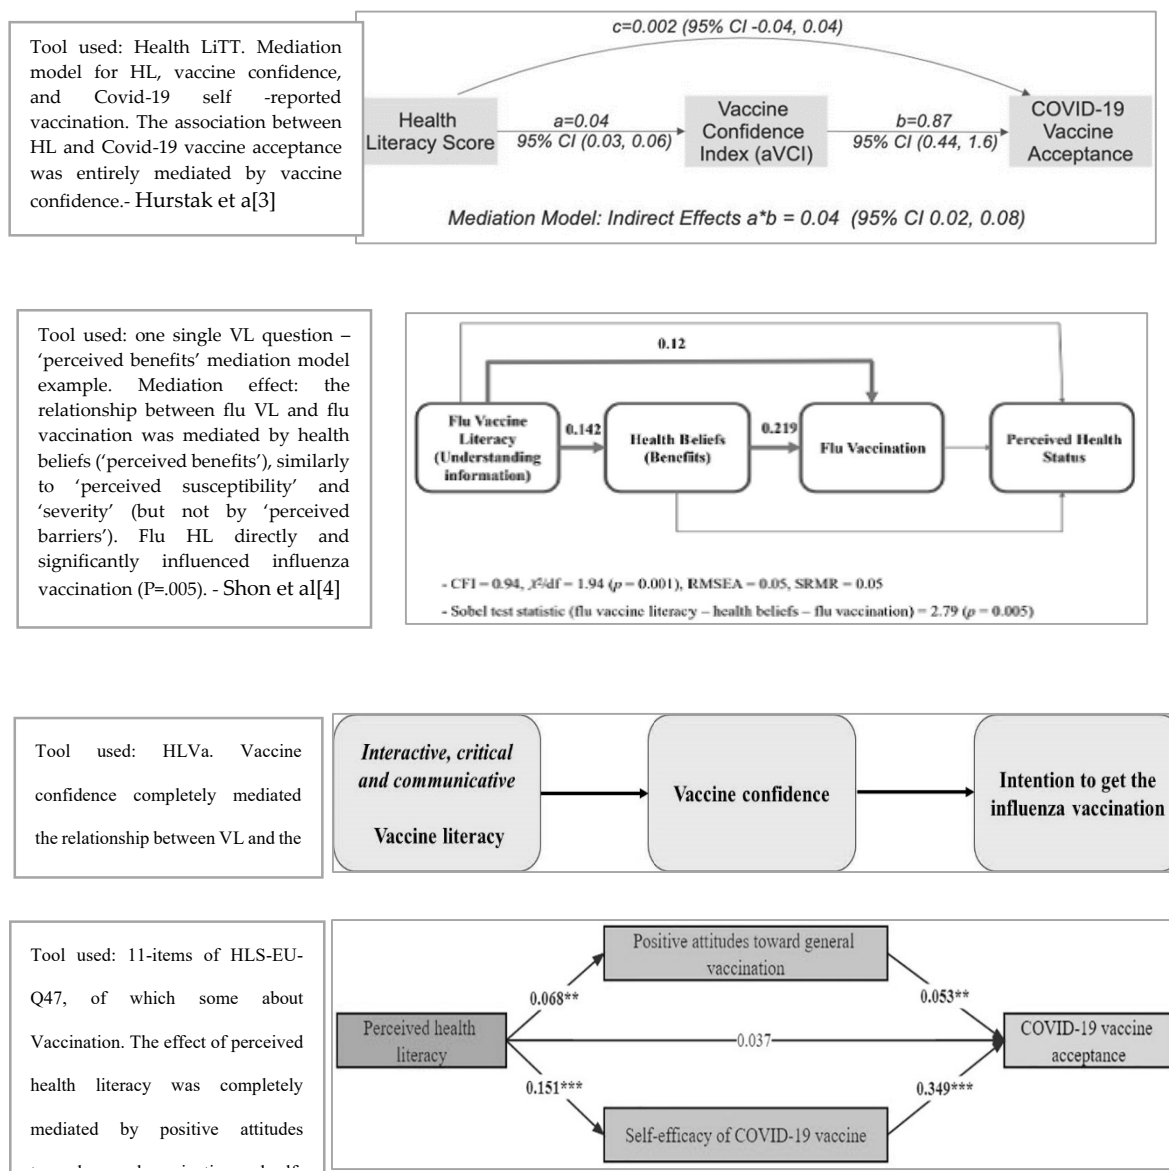 Tool used: Health LiTT. Mediation
model for HL, vaccine confidence,
and Covid-19 self -reported
vaccination. The association between
HL and Covid-19 vaccine acceptance
was entirely mediated by vaccine
confidence.- Hurstak et a[3]
c=0.002 (95% CI -0.04, 0.04)
Health
Literacy Score
a=0.04
95% CI (0.03, 0.06)
Vaccine
Confidence
Index (aVCI)
b=0.87
95% CI (0.44, 1.6)
COVID-19
Vaccine
Acceptance
Mediation Model: Indirect Effects a*b = 0.04 (95% CI 0.02, 0.08)
Tool used: one single VL question –
‘perceived benefits’ mediation model
example. Mediation effect: the
relationship between flu VL and flu
vaccination was mediated by health
beliefs (‘perceived benefits’), similarly
to ‘perceived susceptibility’ and
‘severity’ (but not by ‘perceived
barriers’). Flu HL directly and
significantly influenced influenza
vaccination (P=.005). - Shon et al[4]
0.12
Flu Vaccine
Literacy
(Understanding
information)
0.142
Health Beliefs
(Benefits)
0.219
Flu Vaccination
Perceived Health
Status
- CFI = 0.94, χ²/df = 1.94 (p = 0.001), RMSEA = 0.05, SRMR = 0.05
- Sobel test statistic (flu vaccine literacy – health beliefs – flu vaccination) = 2.79 (p = 0.005)
Tool used: HLVa. Vaccine
confidence completely mediated
the relationship between VL and the
Interactive, critical
and communicative
Vaccine literacy
Vaccine confidence
Intention to get the
influenza vaccination
Tool used: 11-items of HLS-EU-
Q47, of which some about
Vaccination. The effect of perceived
health literacy was completely
mediated by positive attitudes
Positive attitudes toward general
vaccination
0.068**
0.053**
Perceived health
literacy
0.037
COVID-19 vaccine
acceptance
0.151***
0.349***
Self-efficacy of COVID-19 vaccine